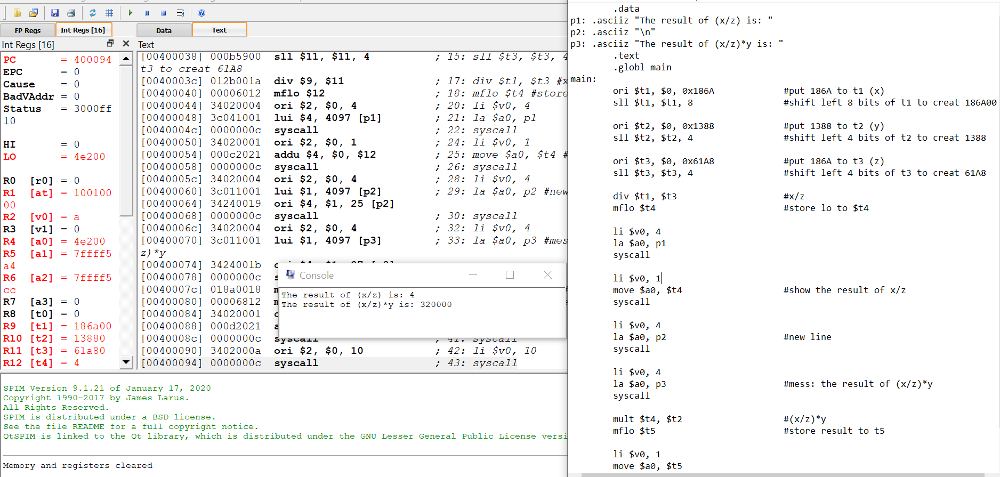 FP Regs
Int Regs [16]
Data
Text
Int Regs [16]
Text
PC = 400094
EPC = 0
Cause = 0
BadVAddr = 0
Status = 3000ff
10
HI = 0
LO = 4e200
R0 [r0] = 0
R1 [at] = 100100
00
R2 [v0] = a
R3 [v1] = 0
R4 [a0] = 4e200
R5 [a1] = 7ffff5
a4
R6 [a2] = 7ffff5
cc
R7 [a3] = 0
R8 [t0] = 0
R9 [t1] = 186a00
R10 [t2] = 13880
R11 [t3] = 61a80
R12 [t4] = 4
[00400038] 000b5900 sll $11, $11, 4 ; 15: sll $t3, $t3, 4
t3 to creat 61A8
[0040003c] 012b001a div $9, $11 ; 17: div $t1, $t3 #x
[00400040] 00006012 mflo $12 ; 18: mflo $t4 #store
[00400044] 34020004 ori $2, $0, 4 ; 20: li $v0, 4
[00400048] 3c041001 lui $4, 4097 [p1] ; 21: la $a0, p1
[0040004c] 0000000c syscall ; 22: syscall
[00400050] 34020001 ori $2, $0, 1 ; 24: li $v0, 1
[00400054] 000c2021 addu $4, $0, $12 ; 25: move $a0, $t4 #
[00400058] 0000000c syscall ; 26: syscall
[0040005c] 34020004 ori $2, $0, 4 ; 28: li $v0, 4
[00400060] 3c011001 lui $1, 4097 [p2] ; 29: la $a0, p2 #new
[00400064] 34240019 ori $4, $1, 25 [p2]
[00400068] 0000000c syscall ; 30: syscall
[0040006c] 34020004 ori $2, $0, 4 ; 32: li $v0, 4
[00400070] 3c011001 lui $1, 4097 [p3] ; 33: la $a0, p3 #mes
z)*y
[00400074] 3424001b
[00400078] 0000000c
[0040007c] 018a0018
[00400080] 00006812
[00400084] 34020001
[00400088] 000d2021
[0040008c] 0000000c syscall ; 41: syscall
[00400090] 3402000a ori $2, $0, 10 ; 42: li $v0, 10
[00400094] 0000000c syscall ; 43: syscall
Console
The result of (x/z) is: 4
The result of (x/z)*y is: 320000
SPIM Version 9.1.21 of January 17, 2020
Copyright 1990-2017 by James Larus.
All Rights Reserved.
SPIM is distributed under a BSD license.
See the file README for a full copyright notice.
QtSPIM is linked to the Qt library, which is distributed under the GNU Lesser General Public License versi
Memory and registers cleared
.data
p1: .asciiz "The result of (x/z) is: "
p2: .asciiz "\n"
p3: .asciiz "The result of (x/z)*y is: "
.text
.globl main
main:
ori $t1, $0, 0x186A #put 186A to t1 (x)
sll $t1, $t1, 8 #shift left 8 bits of t1 to creat 186A00
ori $t2, $0, 0x1388 #put 1388 to t2 (y)
sll $t2, $t2, 4 #shift left 4 bits of t2 to creat 1388
ori $t3, $0, 0x61A8 #put 186A to t3 (z)
sll $t3, $t3, 4 #shift left 4 bits of t3 to creat 61A8
div $t1, $t3 #x/z
mflo $t4 #store lo to $t4
li $v0, 4
la $a0, p1
syscall
li $v0, 1
move $a0, $t4 #show the result of x/z
syscall
li $v0, 4
la $a0, p2 #new line
syscall
li $v0, 4
la $a0, p3 #mess: the result of (x/z)*y
syscall
mult $t4, $t2 #(x/z)*y
mflo $t5 #store result to t5
li $v0, 1
move $a0, $t5